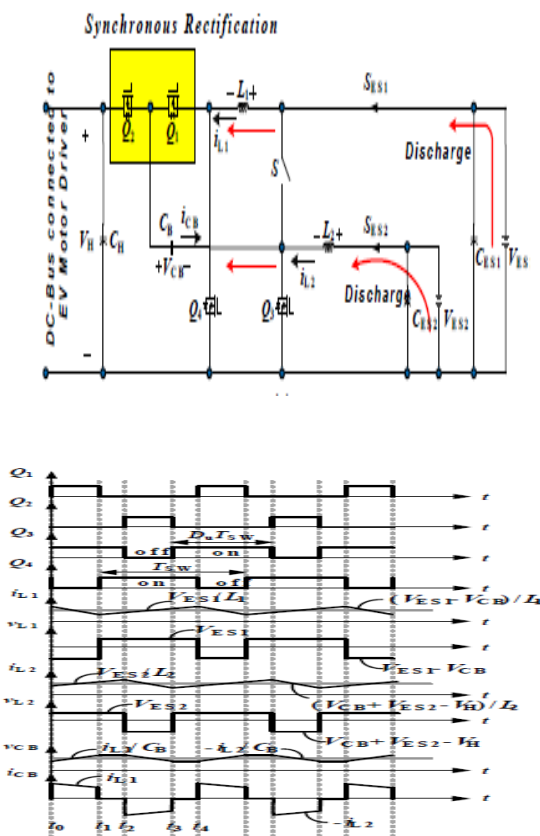 Synchronous Rectification
DC-Bus connected to
EV Motor Driver
Q2 Q1
- L1 +
iL1
SES1
Discharge
S
+
VH CH
CB iCB
+VCB-
- L2 +
SES2
iL2
Discharge
Q4 Q3
CES2 VES2
CES1 VES
-
Q1
t
Q2
t
Q3 DuTSW
off on t
Q4 TSW
on of t
iL1 VES1/L1 (VES1-VCB)/L1
t
vL1 VES1
t
VES1-VCB
iL2 VES2/L2
t
vL2 VES2 (VCB+VES2-VH)/L2
t
VCB+VES2-VH
vCB iL1/CB -iL2/CB
t
iCB iL1
t
-iL2
t0 t1 t2 t3 t4